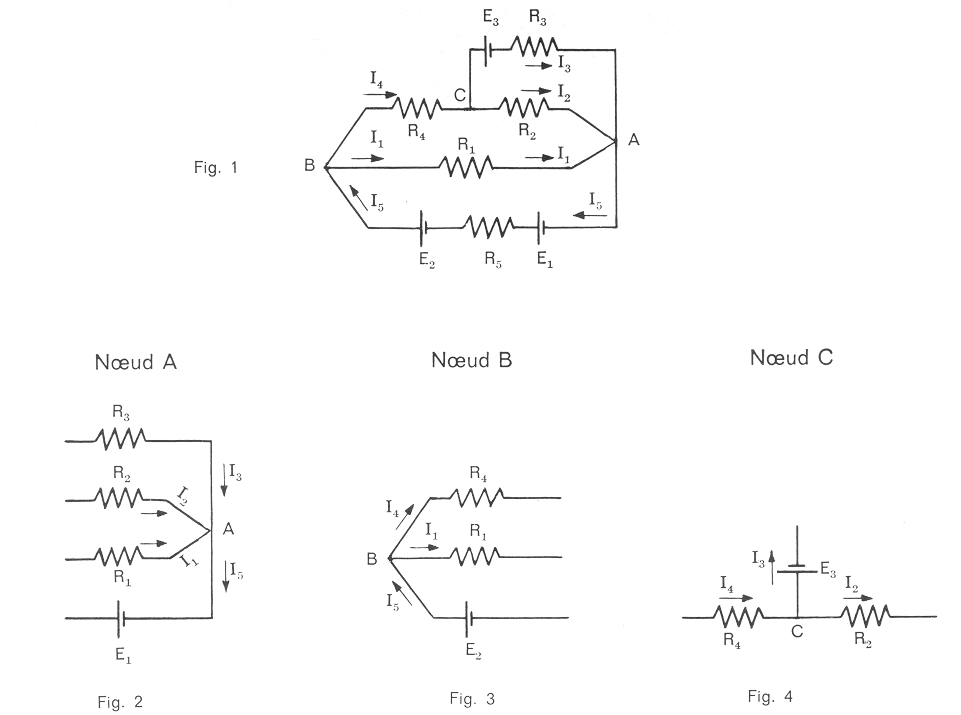 E₃ R₃
I₃
I₄ C I₂
R₄ R₂
I₁ R₁ I₁ A
Fig. 1 B
I₅ I₅
E₂ R₅ E₁
Nœud A
R₃
I₃
R₂ I₂
A
R₁ I₁
I₅
E₁
Fig. 2
Nœud B
R₄
I₄ I₁ R₁
B
I₅
E₂
Fig. 3
Nœud C
I₃ E₃
I₄ I₂
R₄ C R₂
Fig. 4